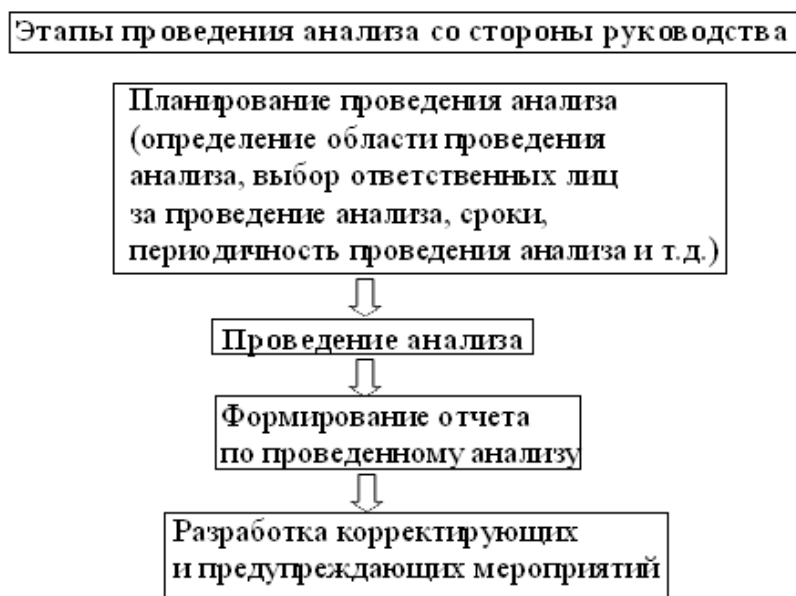 Этапы проведения анализа со стороны руководства
Планирование проведения анализа
(определение области проведения
анализа, выбор ответственных лиц
за проведение анализа, сроки,
периодичность проведения анализа и т.д.)
Проведение анализа
Формирование отчета
по проведенному анализу
Разработка корректирующих
и предупреждающих мероприятий